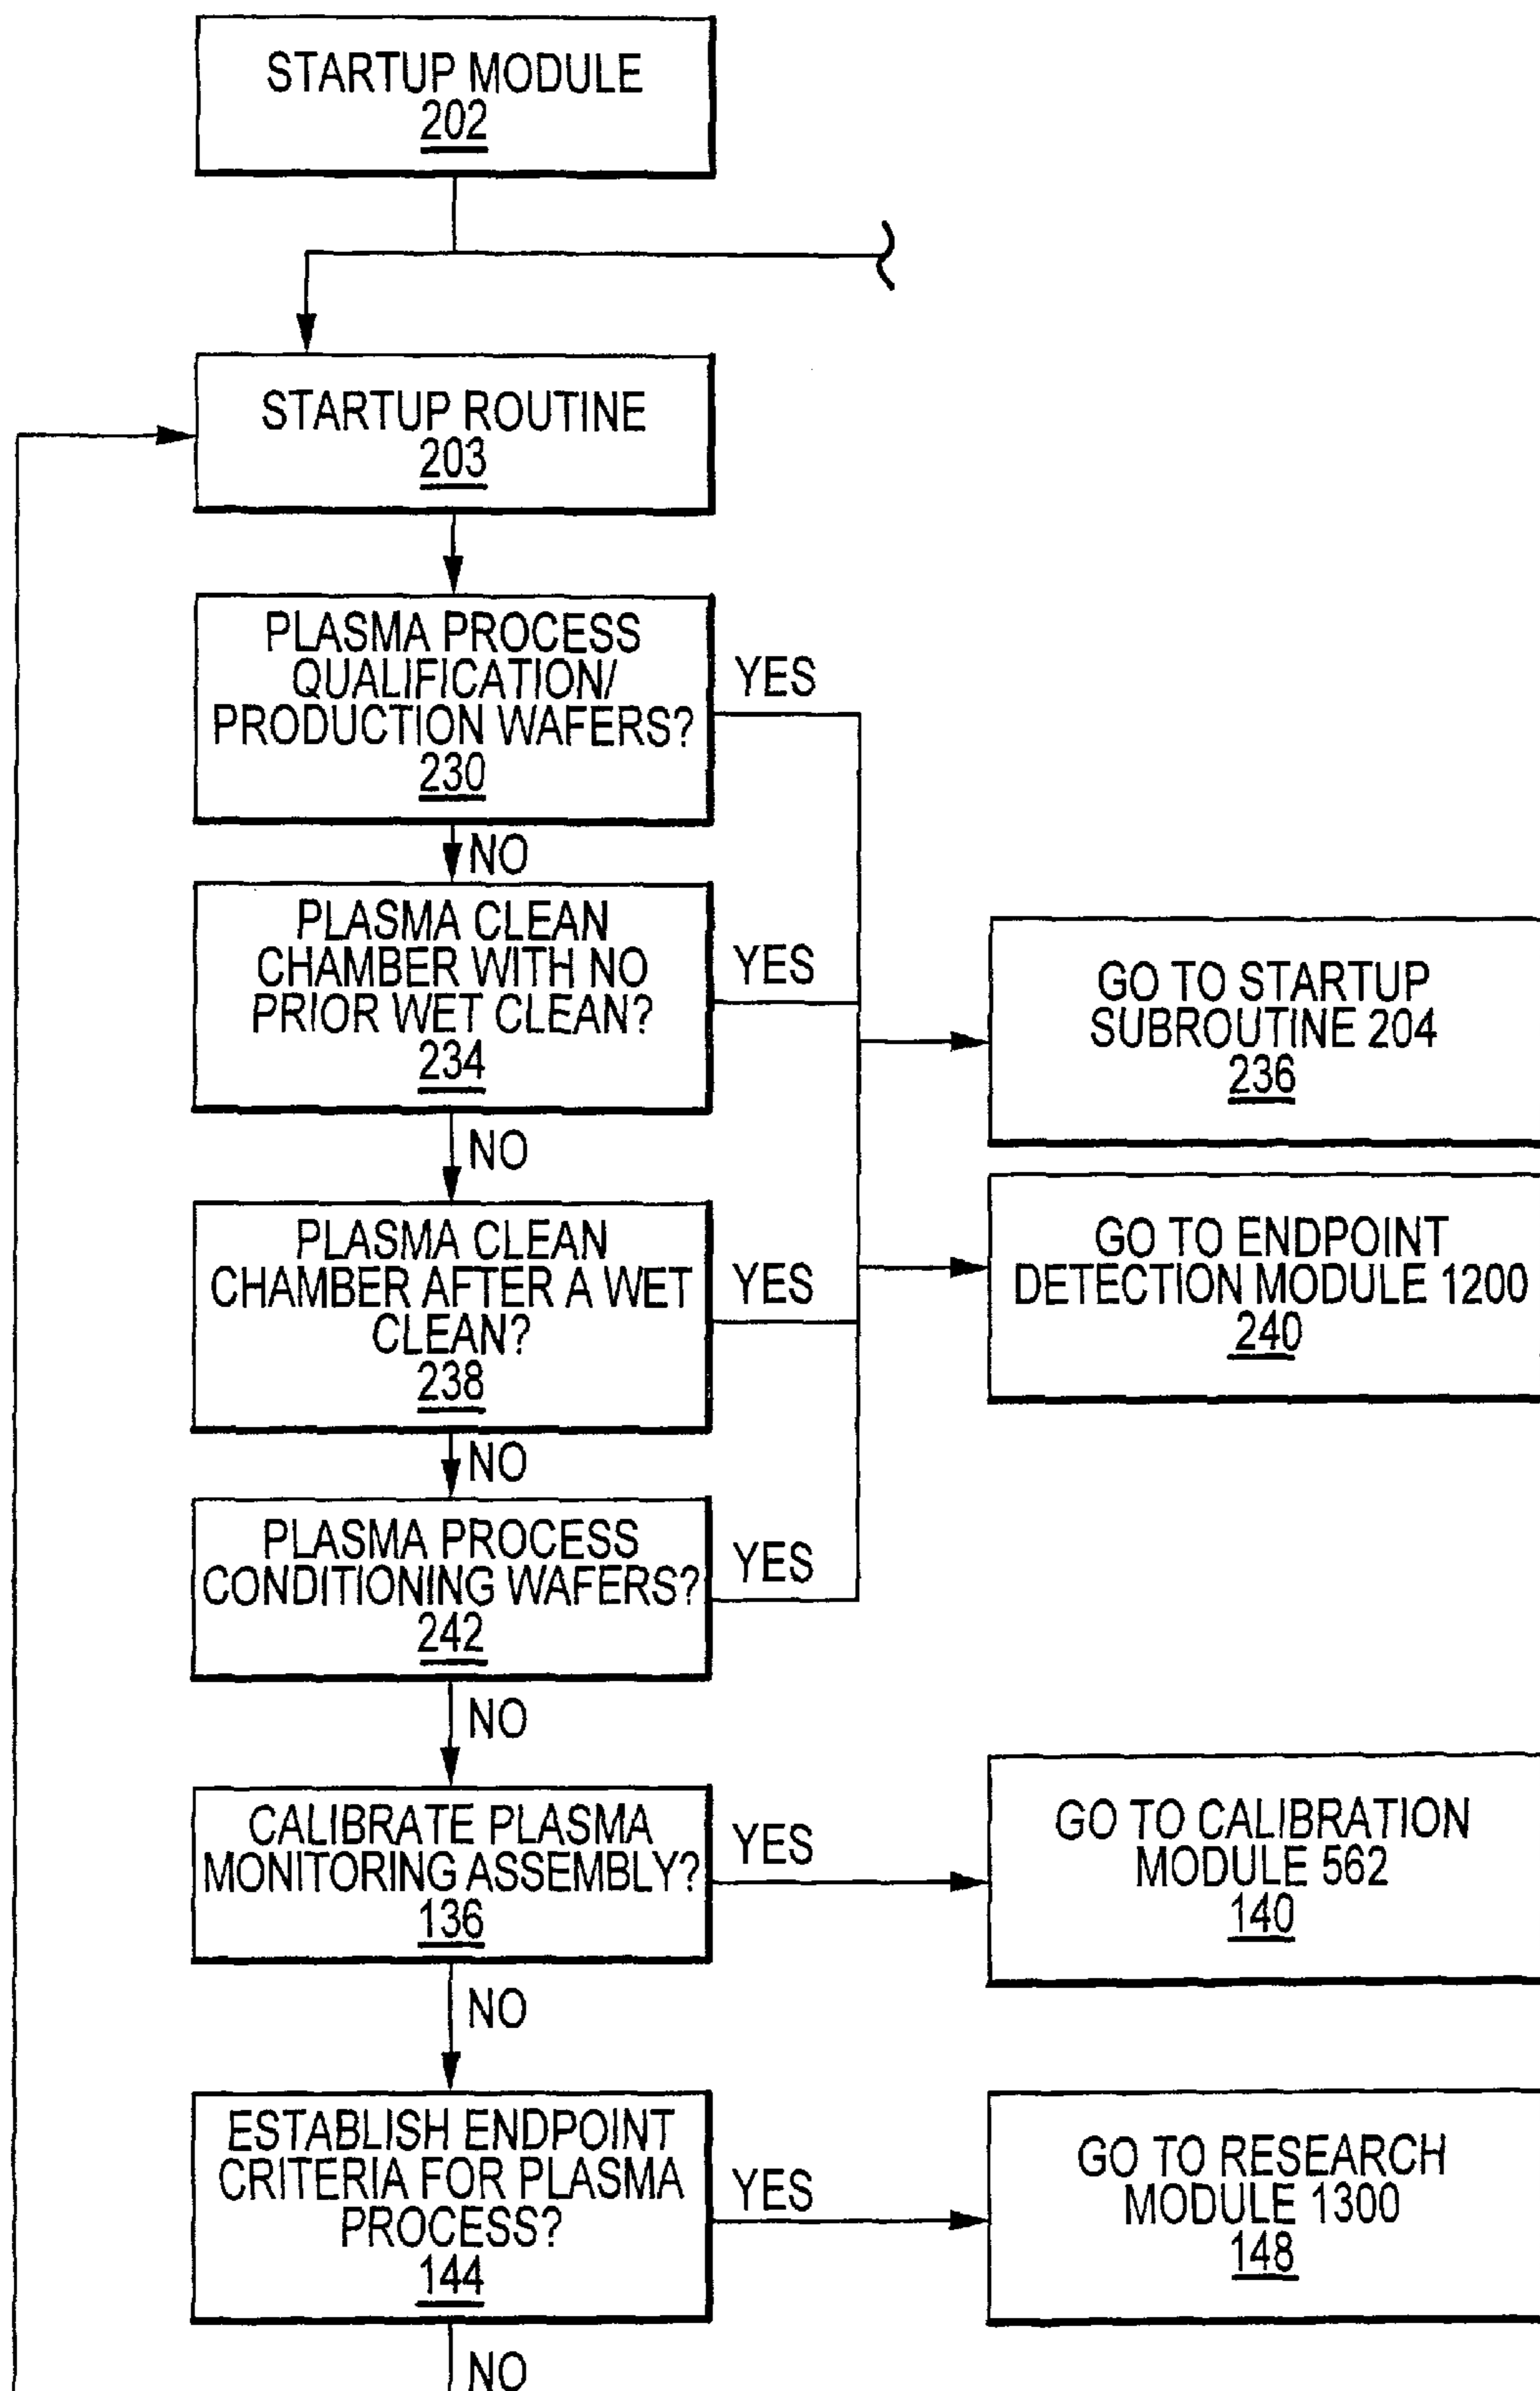 STARTUP MODULE
202
STARTUP ROUTINE
203
PLASMA PROCESS
QUALIFICATION/
PRODUCTION WAFERS?
230
YES
NO
PLASMA CLEAN
CHAMBER WITH NO
PRIOR WET CLEAN?
234
YES
GO TO STARTUP
SUBROUTINE 204
236
NO
PLASMA CLEAN
CHAMBER AFTER A WET
CLEAN?
238
YES
GO TO ENDPOINT
DETECTION MODULE 1200
240
NO
PLASMA PROCESS
CONDITIONING WAFERS?
242
YES
NO
CALIBRATE PLASMA
MONITORING ASSEMBLY?
136
YES
GO TO CALIBRATION
MODULE 562
140
NO
ESTABLISH ENDPOINT
CRITERIA FOR PLASMA
PROCESS?
144
YES
GO TO RESEARCH
MODULE 1300
148
NO